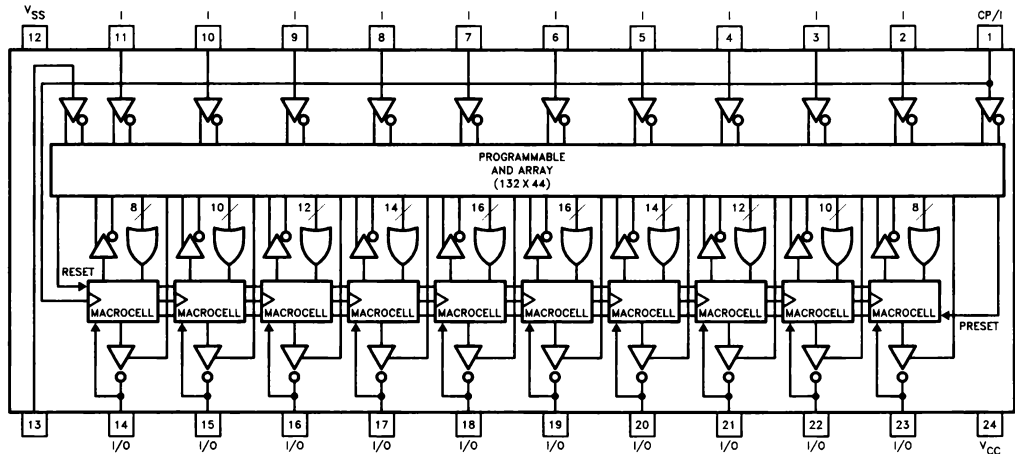 VSS I I I I I I I I I I CP/I
12 11 10 9 8 7 6 5 4 3 2 1
PROGRAMMABLE
AND ARRAY
(132 X 44)
8 10 12 14 16 16 14 12 10 8
RESET
MACROCELL MACROCELL MACROCELL MACROCELL MACROCELL MACROCELL MACROCELL MACROCELL MACROCELL MACROCELL
PRESET
13 14 15 16 17 18 19 20 21 22 23 24
I/O I/O I/O I/O I/O I/O I/O I/O I/O I/O VCC